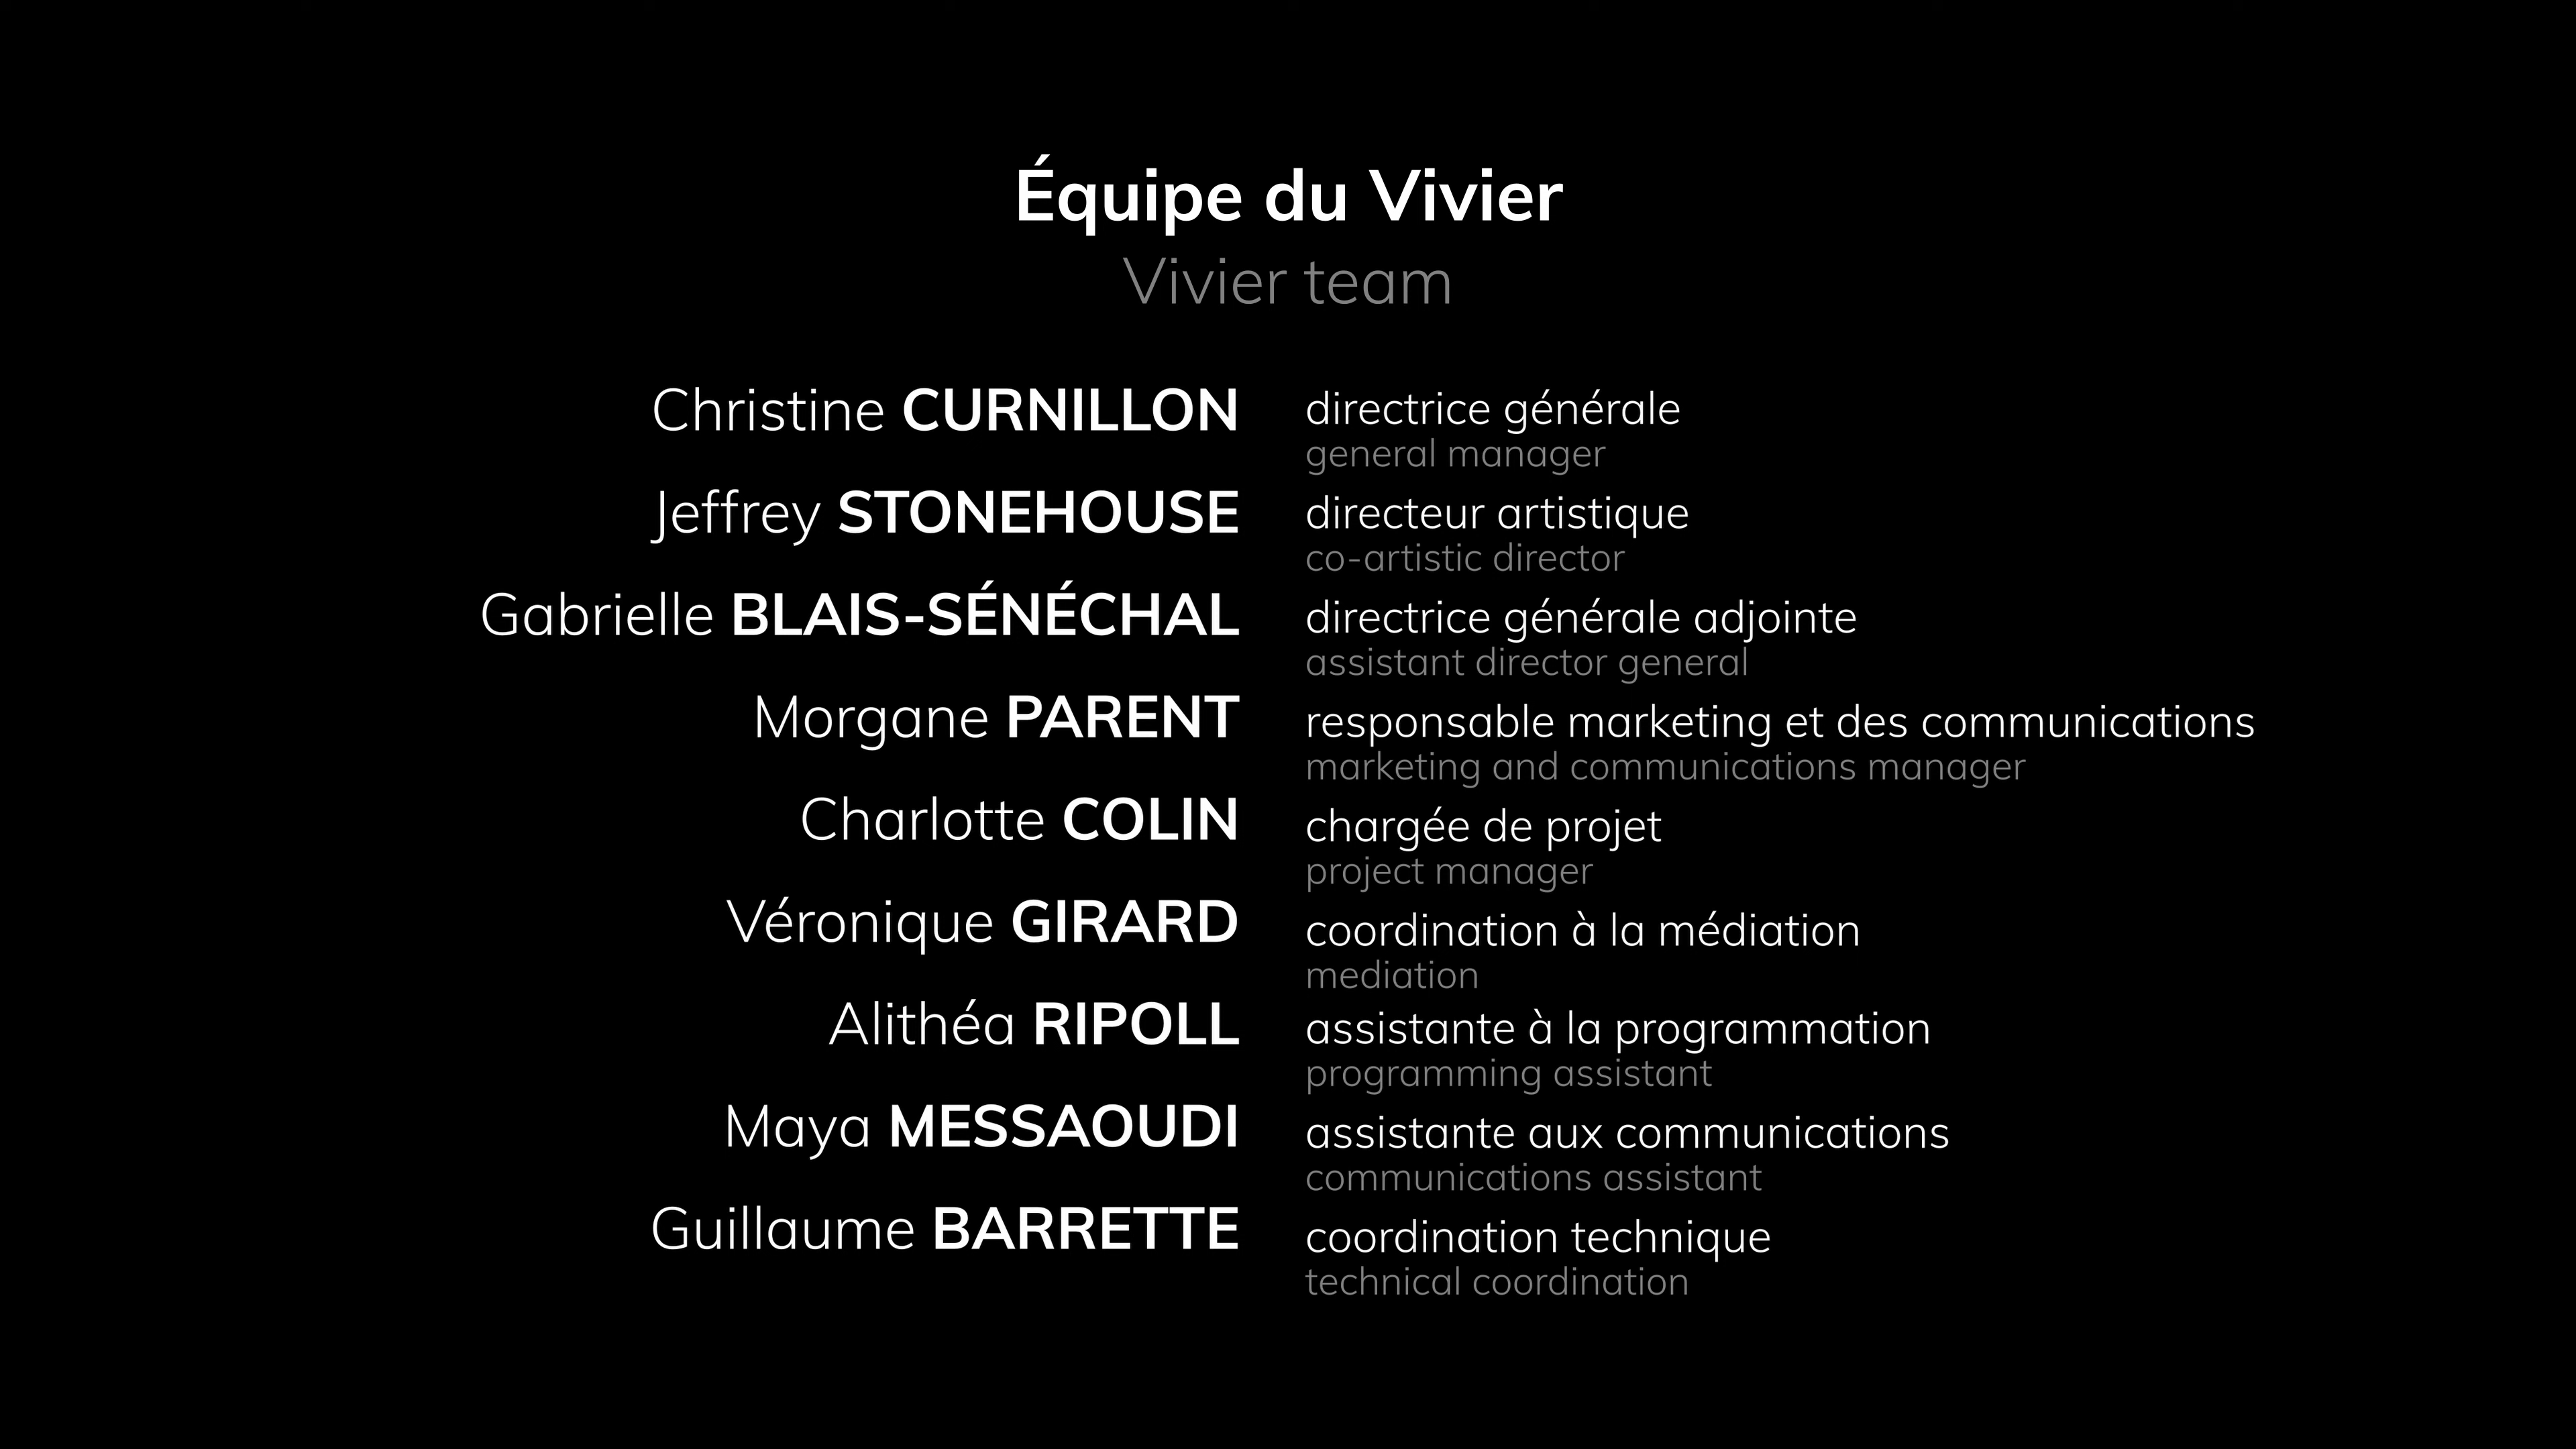 Équipe du Vivier
Vivier team
Christine CURNILLON directrice générale
general manager
Jeffrey STONEHOUSE directeur artistique
co-artistic director
Gabrielle BLAIS-SÉNÉCHAL directrice générale adjointe
assistant director general
Morgane PARENT responsable marketing et des communications
marketing and communications manager
Charlotte COLIN chargée de projet
project manager
Véronique GIRARD coordination à la médiation
mediation
Alithéa RIPOLL assistante à la programmation
programming assistant
Maya MESSAOUDI assistante aux communications
communications assistant
Guillaume BARRETTE coordination technique
technical coordination